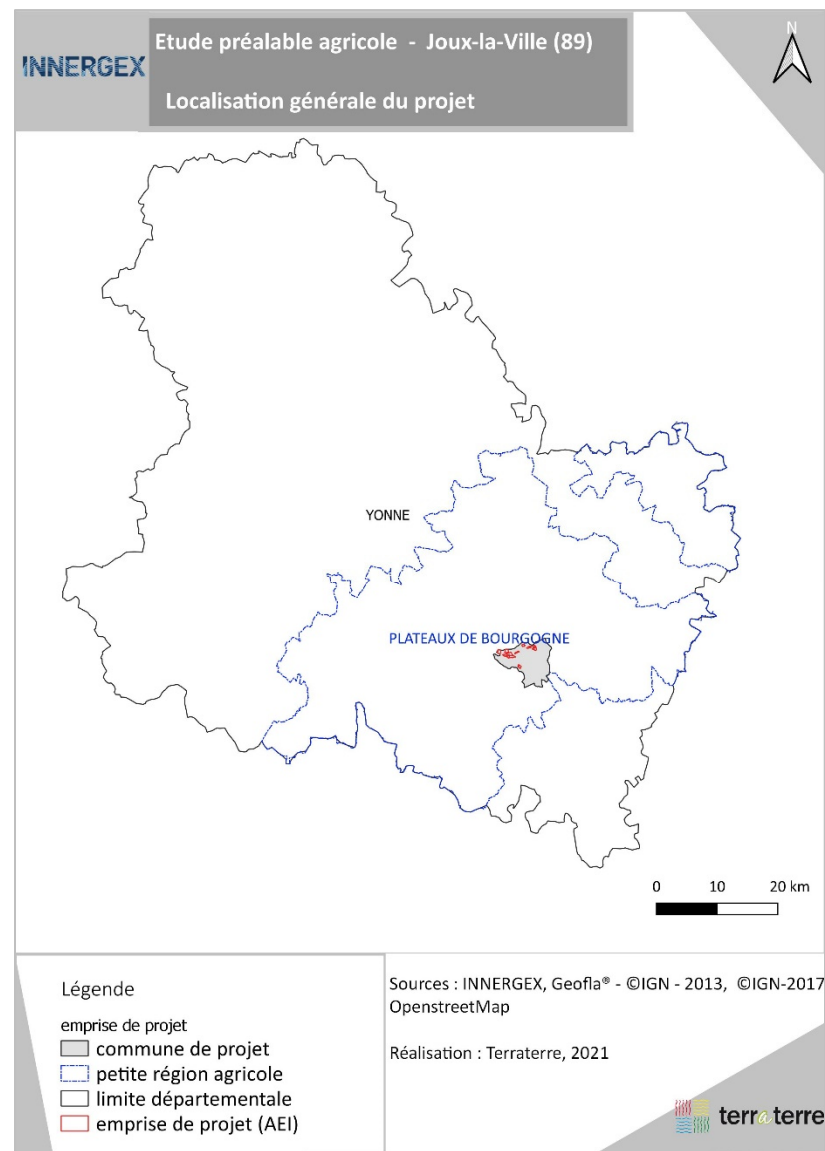 INNERGEX
Etude préalable agricole - Joux-la-Ville (89)
Localisation générale du projet
N
YONNE
PLATEAUX DE BOURGOGNE
0 10 20 km
Légende
emprise de projet
commune de projet
petite région agricole
limite départementale
emprise de projet (AEI)
Sources : INNERGEX, Geofla® - ©IGN - 2013, ©IGN-2017
OpenstreetMap
Réalisation : Terraterre, 2021
terraterre